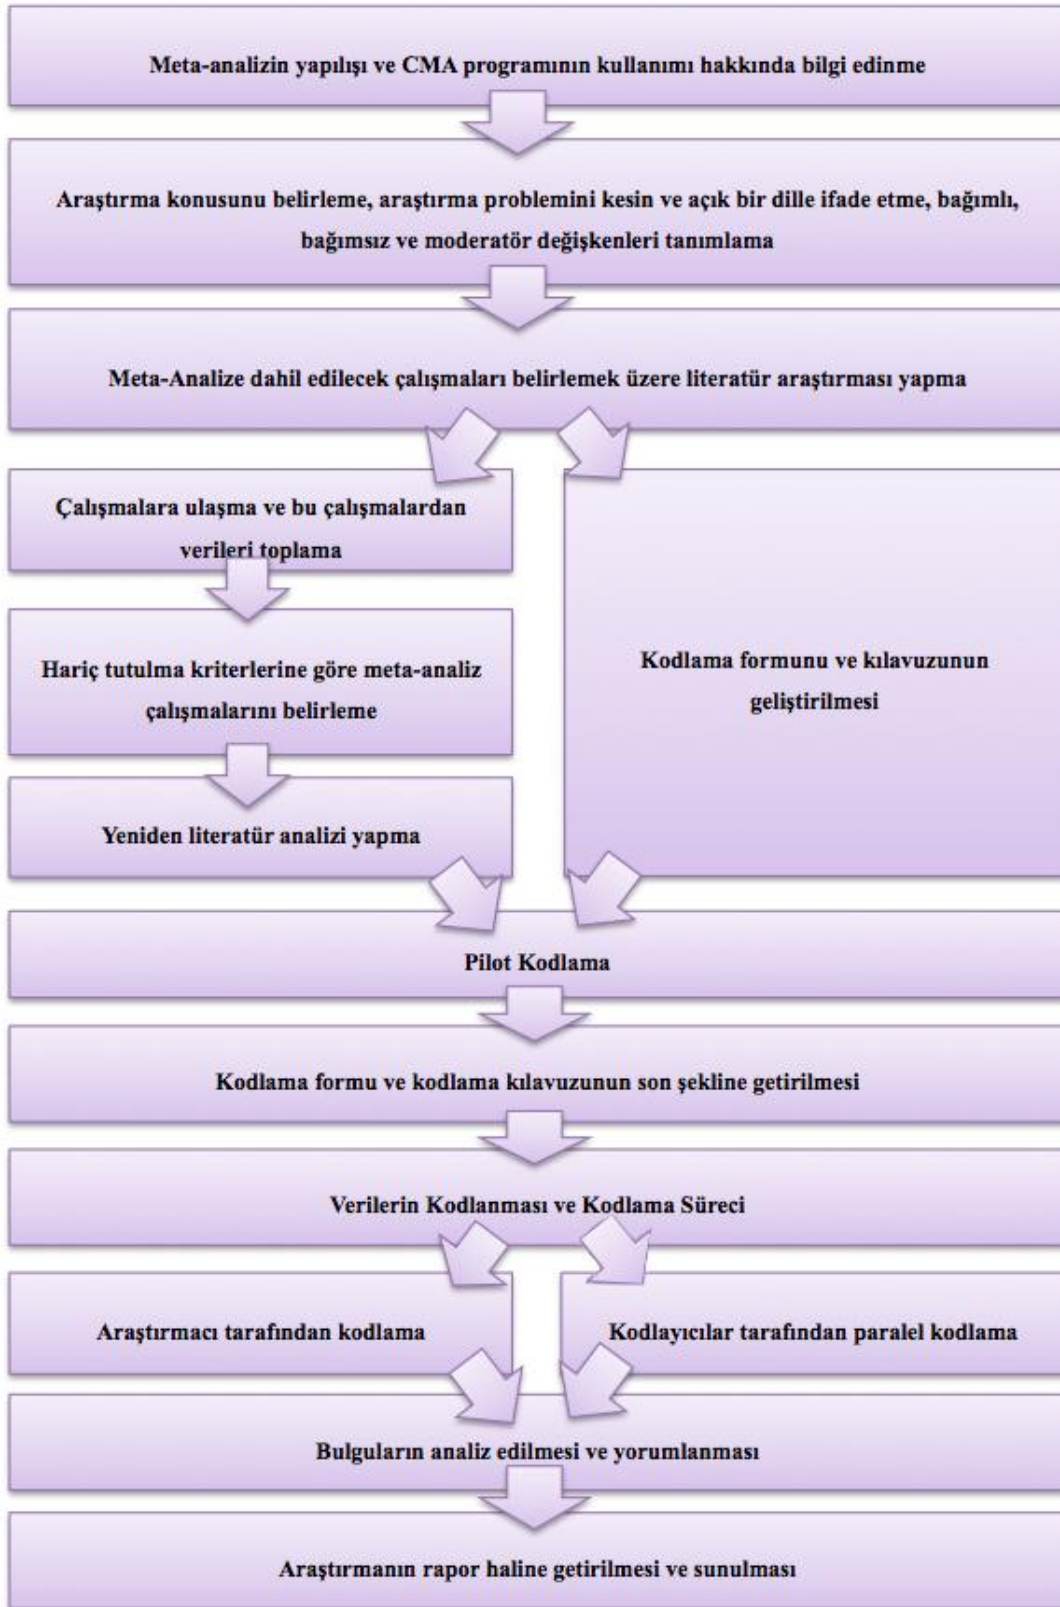 Meta-analizin yapılışı ve CMA programının kullanımı hakkında bilgi edinme
Araştırma konusunu belirleme, araştırma problemini kesin ve açık bir dille ifade etme, bağımlı,
bağımsız ve moderatör değişkenleri tanımlama
Meta-Analize dahil edilecek çalışmaları belirlemek üzere literatür araştırması yapma
Çalışmalara ulaşma ve bu çalışmalardan
verileri toplama
Hariç tutulma kriterlerine göre meta-analiz
çalışmalarını belirleme
Yeniden literatür analizi yapma
Kodlama formunu ve kılavuzunun
geliştirilmesi
Pilot Kodlama
Kodlama formu ve kodlama kılavuzunun son şekline getirilmesi
Verilerin Kodlanması ve Kodlama Süreci
Araştırmacı tarafından kodlama
Kodlayıcılar tarafından paralel kodlama
Bulguların analiz edilmesi ve yorumlanması
Araştırmanın rapor haline getirilmesi ve sunulması